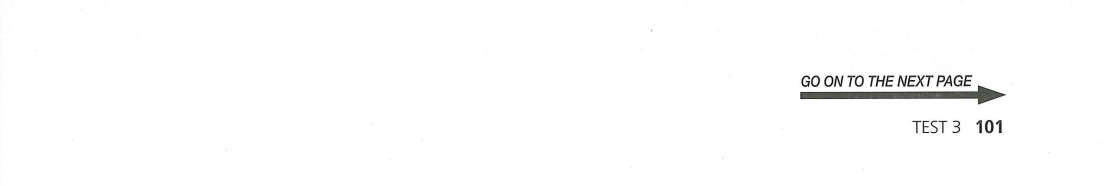 GO ON TO THE NEXT PAGE
TEST 3 101